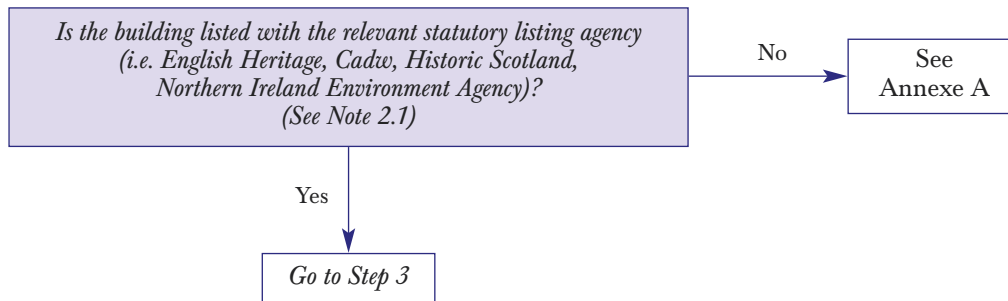 Is the building listed with the relevant statutory listing agency
(i.e. English Heritage, Cadw, Historic Scotland,
Northern Ireland Environment Agency)?
(See Note 2.1)
No
See
Annexe A
Yes
Go to Step 3